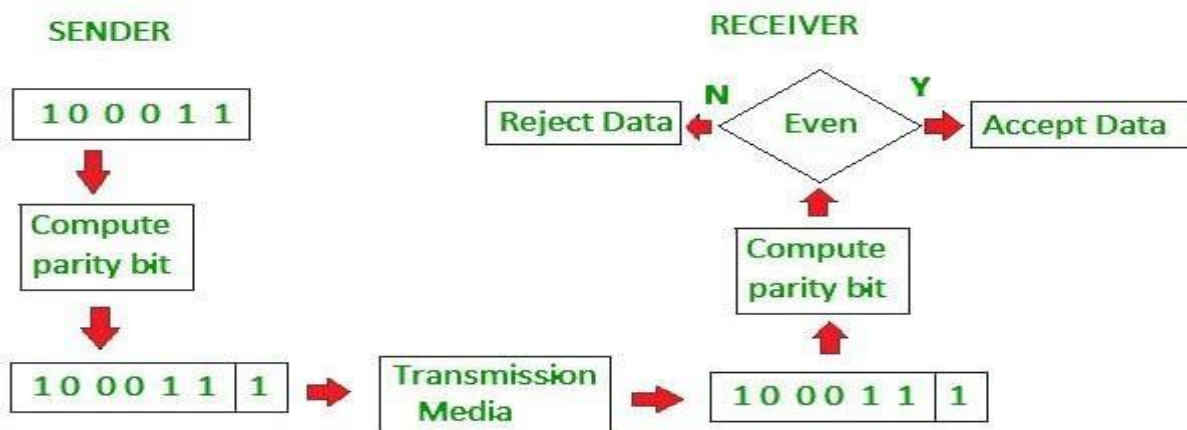 SENDER
1 0 0 0 1 1
Compute
parity bit
1 0 0 0 1 1 1
Transmission
Media
RECEIVER
Reject Data
N
Even
Y
Accept Data
Compute
parity bit
1 0 0 0 1 1 1